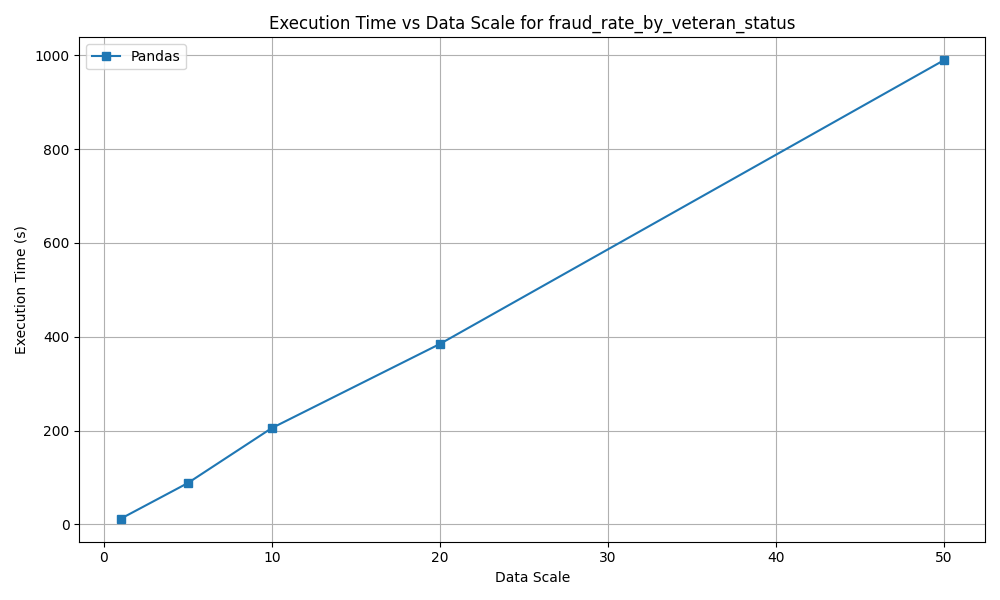 Execution Time vs Data Scale for fraud_rate_by_veteran_status
Pandas
1000
800
600
400
200
0
Execution Time (s)
0 10 20 30 40 50
Data Scale